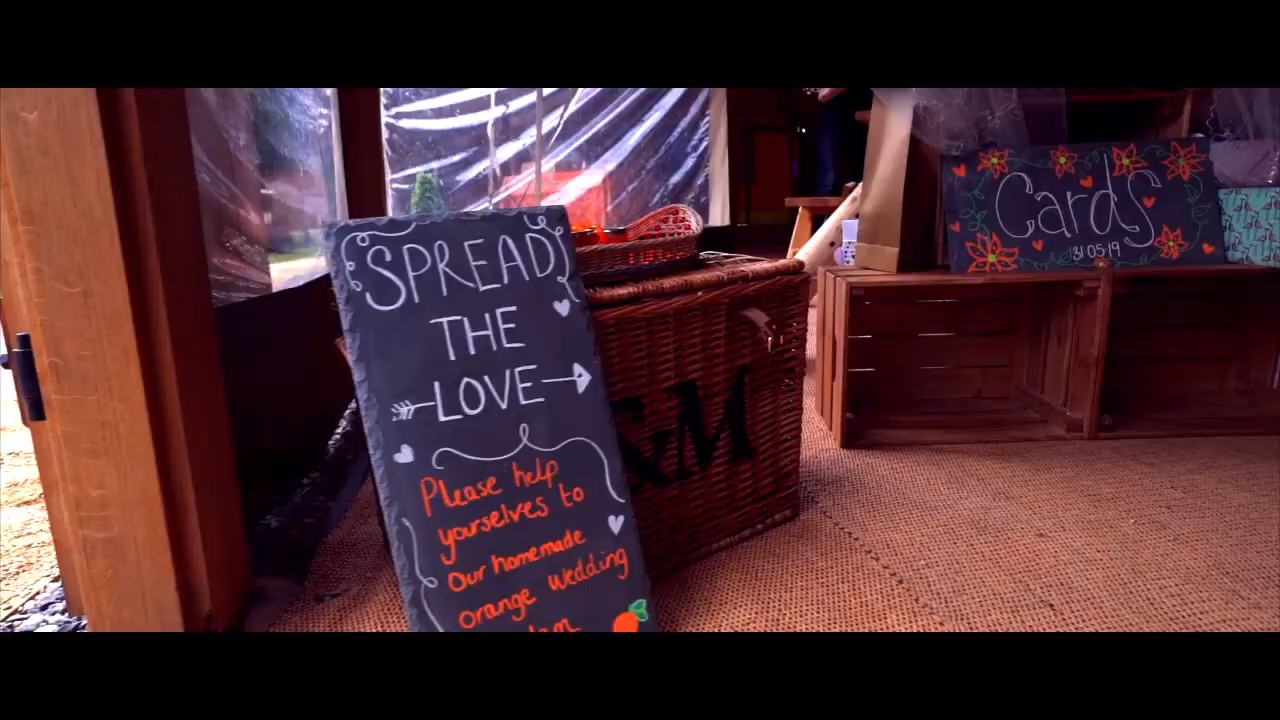 SPREAD
THE
LOVE
Please help
yourselves to
our homemade
orange wedding
&M
Cards
31.05.19